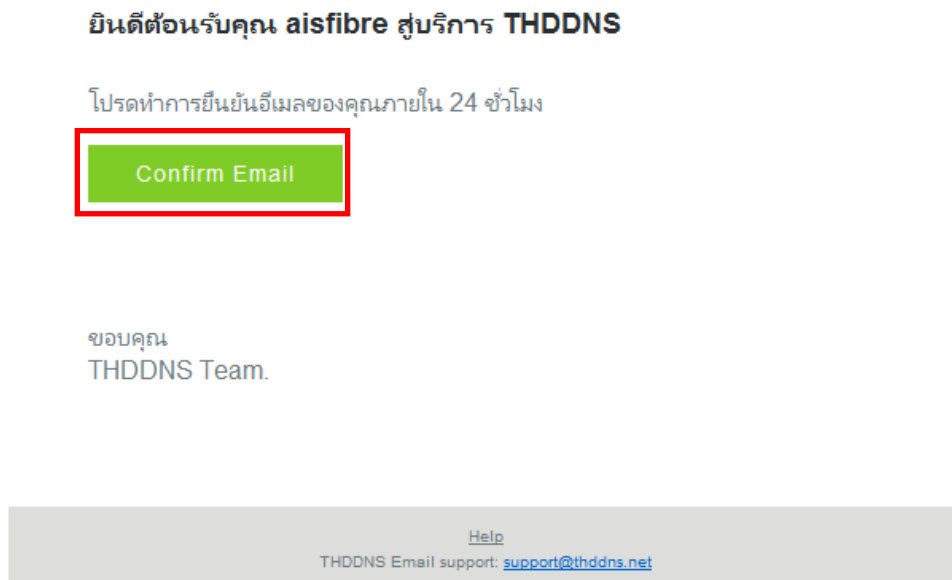 ยินดีต้อนรับคุณ aisfibre สู่บริการ THDDNS
โปรดทำการยืนยันอีเมลของคุณภายใน 24 ชั่วโมง
Confirm Email
ขอบคุณ
THDDNS Team.
Help
THDDNS Email support: support@thddns.net